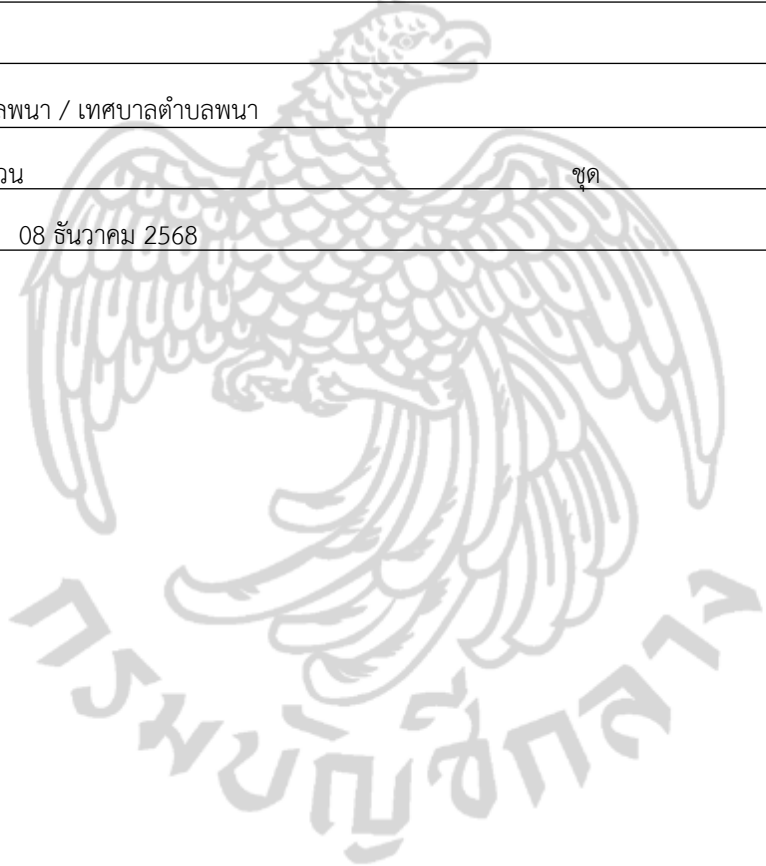 ลพนา / เทศบาลตำบลพนา
วน ชุด
08 ธันวาคม 2568
กรมบัญชีกลาง